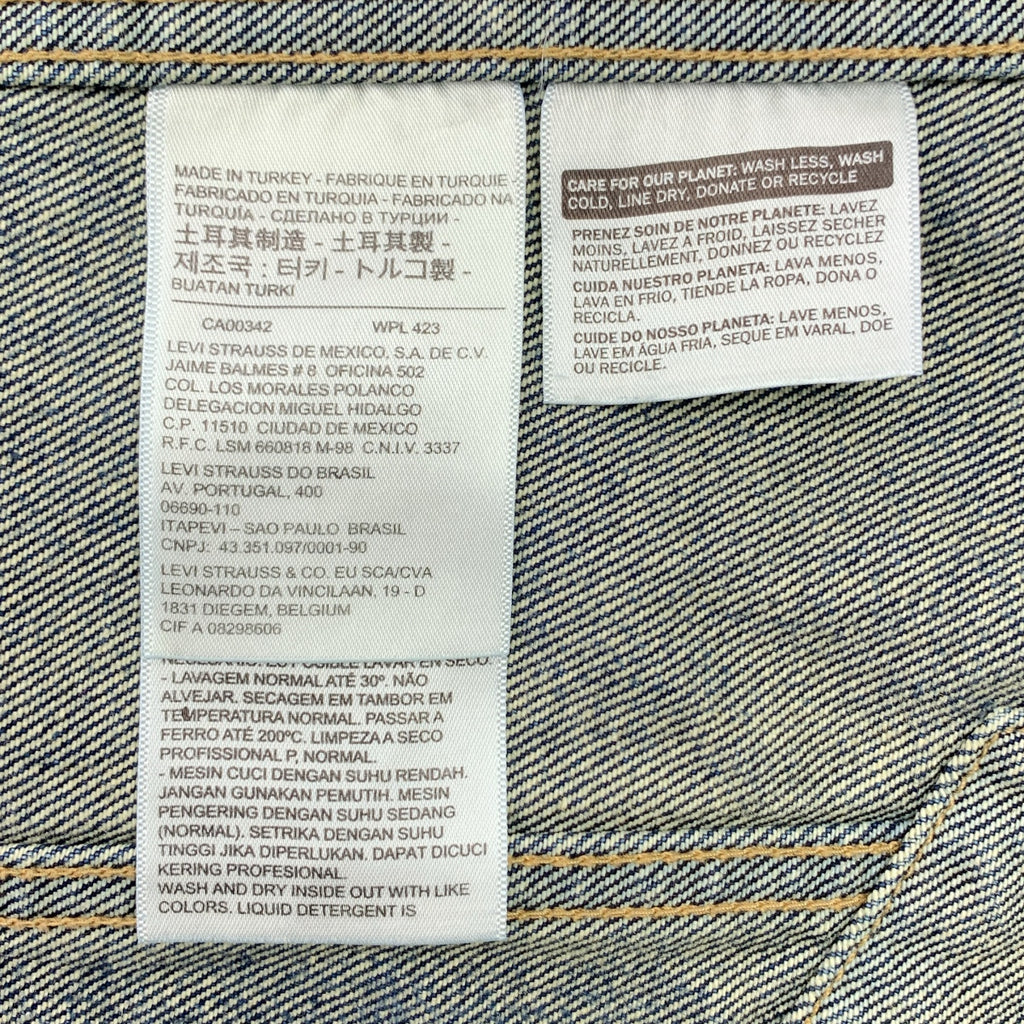 MADE IN TURKEY - FABRIQUE EN TURQUIE -
FABRICADO EN TURQUIA - FABRICADO NA
TURQUÍA - СДЕЛАНО В ТУРЦИИ -
土耳其制造 - 土耳其製 -
제조국 : 터키 - トルコ製 -
BUATAN TURKI
CA00342 WPL 423
LEVI STRAUSS DE MEXICO, S.A. DE C.V.
JAIME BALMES # 8 OFICINA 502
COL. LOS MORALES POLANCO
DELEGACION MIGUEL HIDALGO
C.P. 11510 CIUDAD DE MEXICO
R.F.C. LSM 660818 M-98 C.N.I.V. 3337
LEVI STRAUSS DO BRASIL
AV. PORTUGAL, 400
06690-110
ITAPEVI – SAO PAULO BRASIL
CNPJ: 43.351.097/0001-90
LEVI STRAUSS & CO. EU SCA/CVA
LEONARDO DA VINCILAAN, 19 - D
1831 DIEGEM, BELGIUM
CIF A 08298606
LAVAR EN SECO.
- LAVAGEM NORMAL ATÉ 30º. NÃO
ALVEJAR. SECAGEM EM TAMBOR EM
TEMPERATURA NORMAL. PASSAR A
FERRO ATÉ 200ºC. LIMPEZA A SECO
PROFISSIONAL P, NORMAL.
- MESIN CUCI DENGAN SUHU RENDAH.
JANGAN GUNAKAN PEMUTIH. MESIN
PENGERING DENGAN SUHU SEDANG
(NORMAL). SETRIKA DENGAN SUHU
TINGGI JIKA DIPERLUKAN. DAPAT DICUCI
KERING PROFESIONAL.
WASH AND DRY INSIDE OUT WITH LIKE
COLORS. LIQUID DETERGENT IS
CARE FOR OUR PLANET: WASH LESS, WASH
COLD, LINE DRY, DONATE OR RECYCLE
PRENEZ SOIN DE NOTRE PLANETE: LAVEZ
MOINS, LAVEZ A FROID, LAISSEZ SECHER
NATURELLEMENT, DONNEZ OU RECYCLEZ
CUIDA NUESTRO PLANETA: LAVA MENOS,
LAVA EN FRIO, TIENDE LA ROPA, DONA O
RECICLA.
CUIDE DO NOSSO PLANETA: LAVE MENOS,
LAVE EM ÁGUA FRIA, SEQUE EM VARAL, DOE
OU RECICLE.